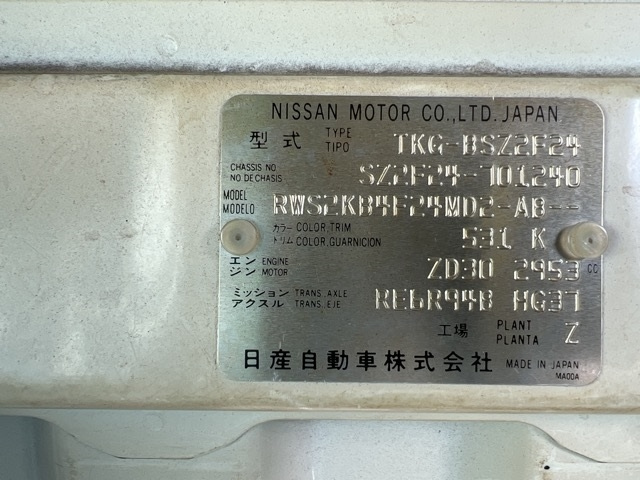 NISSAN MOTOR CO.,LTD. JAPAN
型式 TYPE TIPO TKG-BSZ2F24
CHASSIS NO NO DE CHASIS SZ2F24-101240
MODEL MODELO RWS2KB4F24MD2-AB--
カラー COLOR,TRIM トリム COLOR,GUARNICION 531 K
エンジン ENGINE MOTOR ZD30 2953 CC
ミッション TRANS.,AXLE アクスル TRANS.,EJE RE6R94B HG37
工場 PLANT PLANTA Z
日産自動車株式会社 MADE IN JAPAN
MA00A